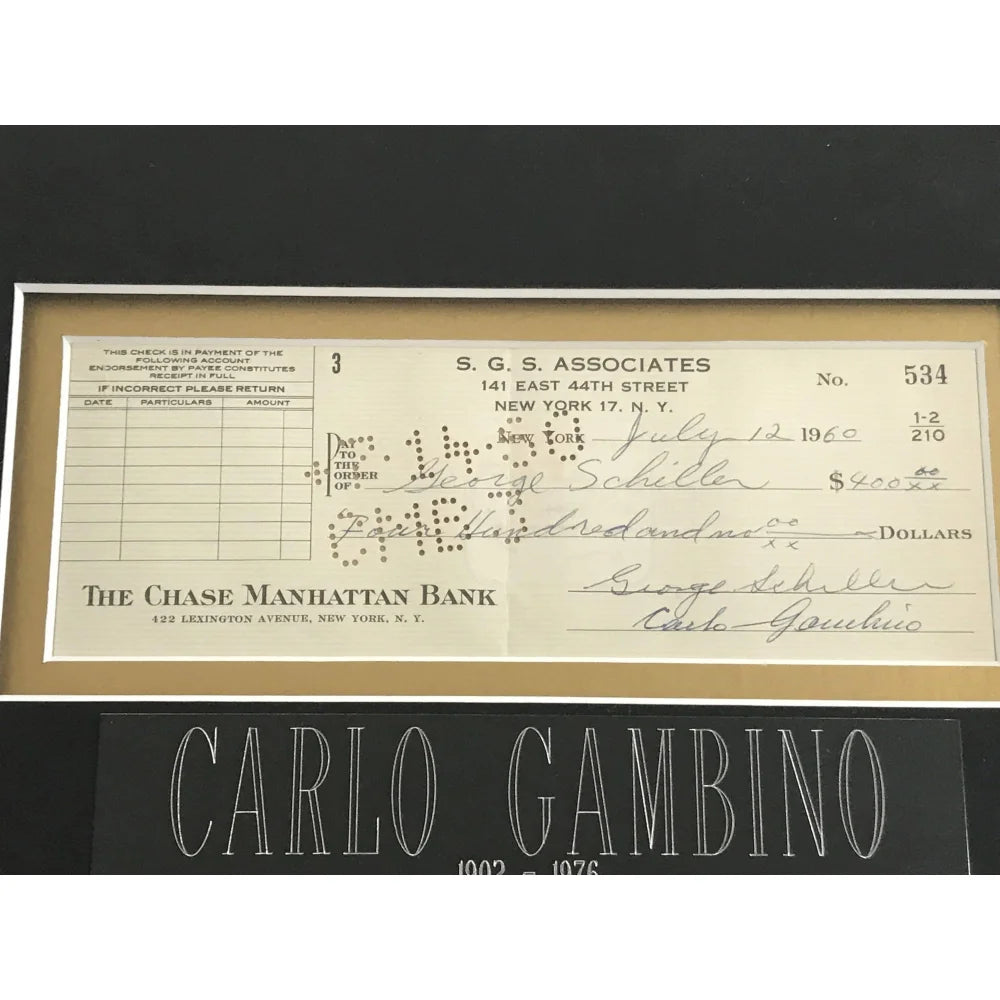 THIS CHECK IS IN PAYMENT OF THE
FOLLOWING ACCOUNT
ENDORSEMENT BY PAYEE CONSTITUTES
RECEIPT IN FULL
IF INCORRECT PLEASE RETURN
DATE PARTICULARS AMOUNT
3
S. G. S. ASSOCIATES
141 EAST 44TH STREET
NEW YORK 17, N. Y.
No. 534
1-2
210
NEW YORK July 12 1960
PAY
TO
THE
ORDER
OF George Schiller $400 00/xx
Four Hundred and no 00/xx DOLLARS
THE CHASE MANHATTAN BANK
422 LEXINGTON AVENUE, NEW YORK, N. Y.
George Schiller
Carlo Gambino
CARLO GAMBINO
1902 - 1976